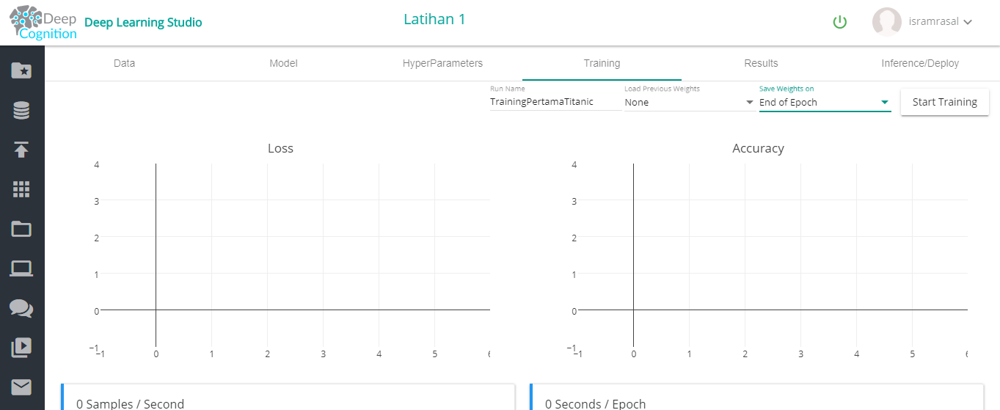 Deep Cognition
Deep Learning Studio
Latihan 1
isramrasal
Data Model HyperParameters Training Results Inference/Deploy
Run Name Load Previous Weights Save Weights on
TrainingPertamaTitanic None End of Epoch Start Training
Loss
4
3
2
1
0
−1
−1 0 1 2 3 4 5
Accuracy
4
3
2
1
0
−1
−1 0 1 2 3 4 5
0 Samples / Second
0 Seconds / Epoch